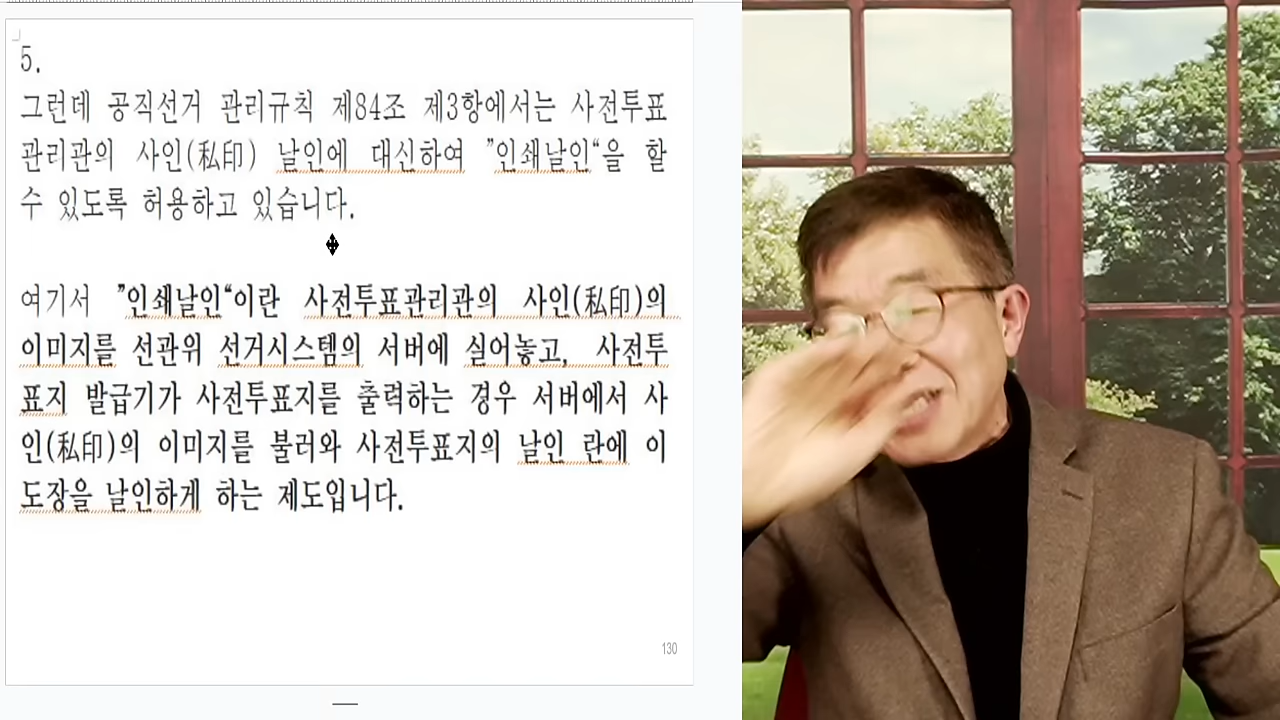 5.
그런데 공직선거 관리규칙 제84조 제3항에서는 사전투표
관리관의 사인(私印) 날인에 대신하여 ”인쇄날인“을 할
수 있도록 허용하고 있습니다.
여기서 ”인쇄날인“이란 사전투표관리관의 사인(私印)의
이미지를 선관위 선거시스템의 서버에 실어놓고, 사전투
표지 발급기가 사전투표지를 출력하는 경우 서버에서 사
인(私印)의 이미지를 불러와 사전투표지의 날인 란에 이
도장을 날인하게 하는 제도입니다.
130